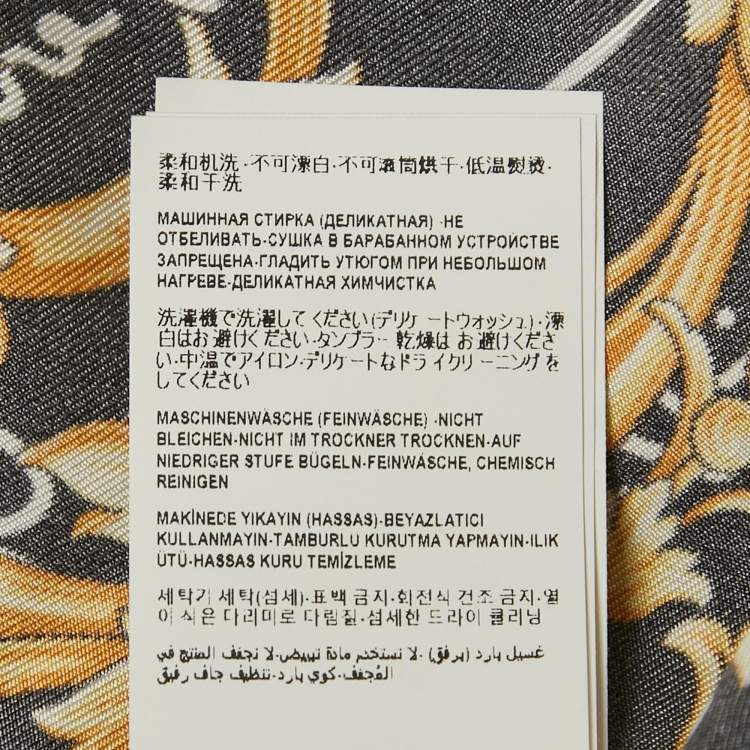 柔和机洗·不可漂白·不可滚筒烘干·低温熨烫·
柔和干洗
МАШИННАЯ СТИРКА (ДЕЛИКАТНАЯ) ·НЕ
ОТБЕЛИВАТЬ·СУШКА В БАРАБАННОМ УСТРОЙСТВЕ
ЗАПРЕЩЕНА·ГЛАДИТЬ УТЮГОМ ПРИ НЕБОЛЬШОМ
НАГРЕВЕ·ДЕЛИКАТНАЯ ХИМЧИСТКА
洗濯機で洗濯してください(デリケートウォッシュ)·漂
白はお避けください·タンブラー乾燥はお避けくださ
い·中温でアイロン·デリケートなドライクリーニングを
してください
MASCHINENWÄSCHE (FEINWÄSCHE) ·NICHT
BLEICHEN·NICHT IM TROCKNER TROCKNEN·AUF
NIEDRIGER STUFE BÜGELN·FEINWÄSCHE, CHEMISCH
REINIGEN
MAKİNEDE YIKAYIN (HASSAS)·BEYAZLATICI
KULLANMAYIN·TAMBURLU KURUTMA YAPMAYIN·ILIK
ÜTÜ·HASSAS KURU TEMİZLEME
세탁기 세탁(섬세)·표백 금지·회전식 건조 금지·열
이 식은 다리미로 다림질·섬세한 드라이 클리닝
غسيل بارد (برفق) ·لا تستخدم مادة تبييض·لا تجفف المنتج في
المُجفف·كوي بارد·تنظيف جاف رقيق